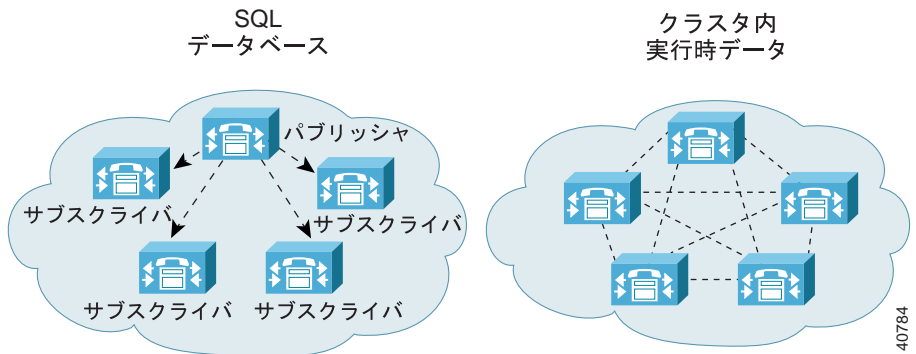 SQL
データベース
クラスタ内
実行時データ
パブリッシャ
サブスクライバ
サブスクライバ
サブスクライバ
サブスクライバ
40784